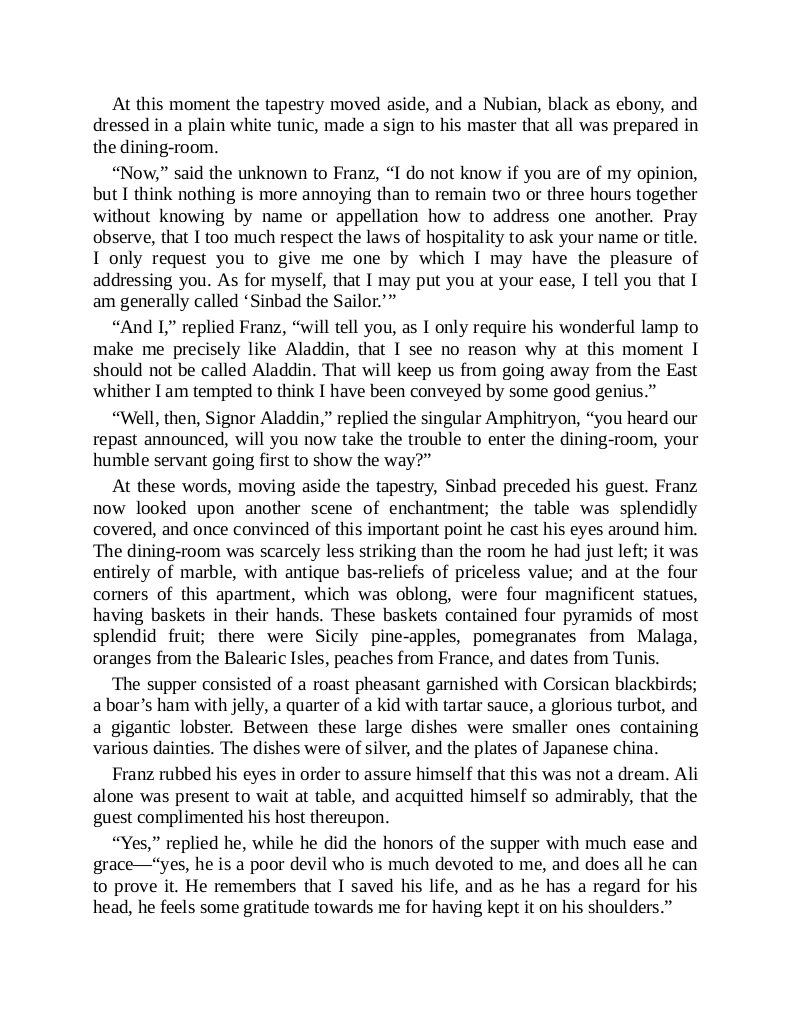 At this moment the tapestry moved aside, and a Nubian, black as ebony, and
dressed in a plain white tunic, made a sign to his master that all was prepared in
the dining-room.
“Now,” said the unknown to Franz, “I do not know if you are of my opinion,
but I think nothing is more annoying than to remain two or three hours together
without knowing by name or appellation how to address one another. Pray
observe, that I too much respect the laws of hospitality to ask your name or title.
I only request you to give me one by which I may have the pleasure of
addressing you. As for myself, that I may put you at your ease, I tell you that I
am generally called ‘Sinbad the Sailor.’”
“And I,” replied Franz, “will tell you, as I only require his wonderful lamp to
make me precisely like Aladdin, that I see no reason why at this moment I
should not be called Aladdin. That will keep us from going away from the East
whither I am tempted to think I have been conveyed by some good genius.”
“Well, then, Signor Aladdin,” replied the singular Amphitryon, “you heard our
repast announced, will you now take the trouble to enter the dining-room, your
humble servant going first to show the way?”
At these words, moving aside the tapestry, Sinbad preceded his guest. Franz
now looked upon another scene of enchantment; the table was splendidly
covered, and once convinced of this important point he cast his eyes around him.
The dining-room was scarcely less striking than the room he had just left; it was
entirely of marble, with antique bas-reliefs of priceless value; and at the four
corners of this apartment, which was oblong, were four magnificent statues,
having baskets in their hands. These baskets contained four pyramids of most
splendid fruit; there were Sicily pine-apples, pomegranates from Malaga,
oranges from the Balearic Isles, peaches from France, and dates from Tunis.
The supper consisted of a roast pheasant garnished with Corsican blackbirds;
a boar’s ham with jelly, a quarter of a kid with tartar sauce, a glorious turbot, and
a gigantic lobster. Between these large dishes were smaller ones containing
various dainties. The dishes were of silver, and the plates of Japanese china.
Franz rubbed his eyes in order to assure himself that this was not a dream. Ali
alone was present to wait at table, and acquitted himself so admirably, that the
guest complimented his host thereupon.
“Yes,” replied he, while he did the honors of the supper with much ease and
grace—“yes, he is a poor devil who is much devoted to me, and does all he can
to prove it. He remembers that I saved his life, and as he has a regard for his
head, he feels some gratitude towards me for having kept it on his shoulders.”